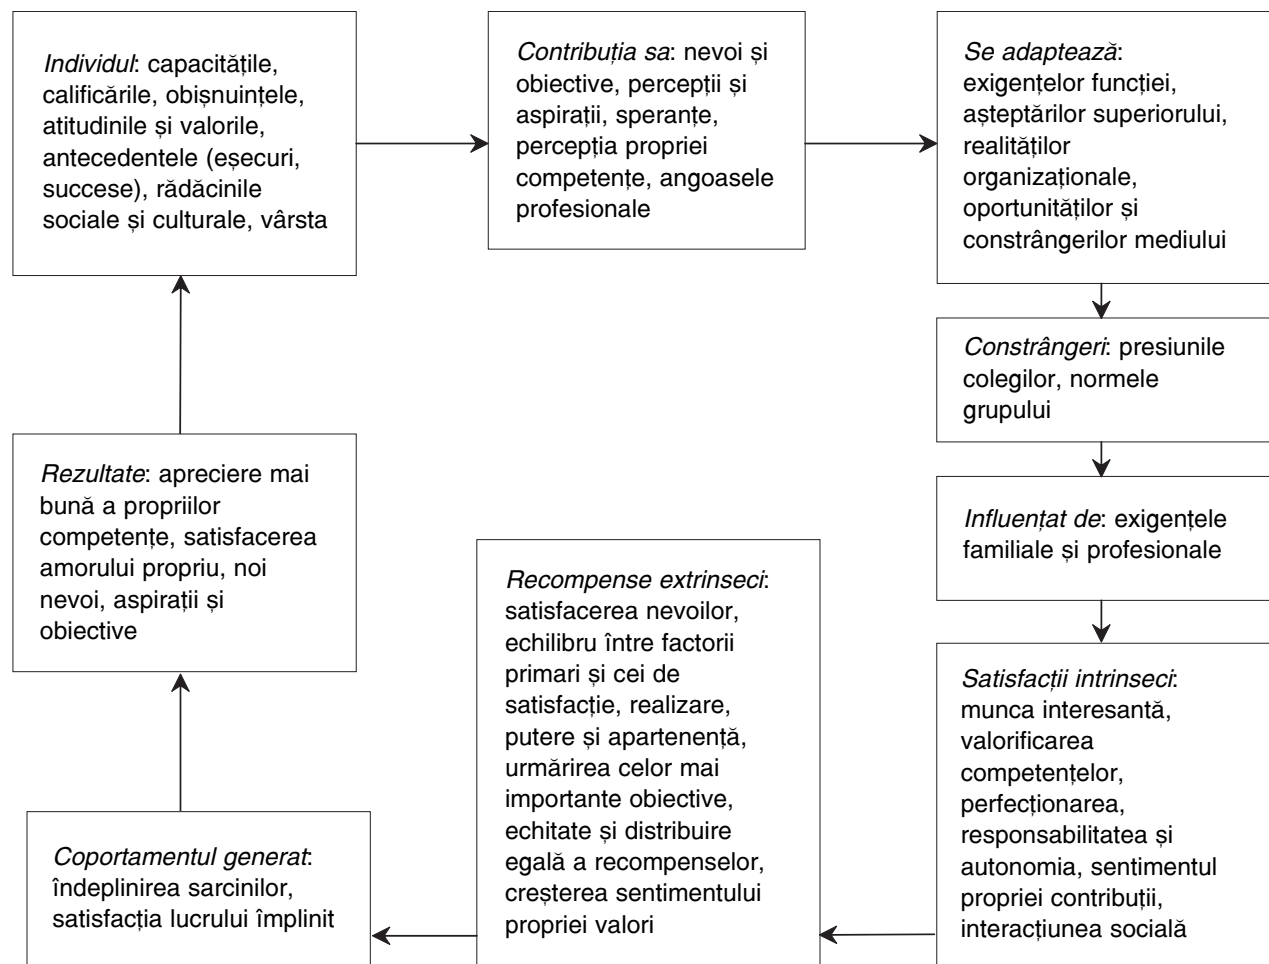 Individul: capacitățile,
calificările, obișnuințele,
atitudinile și valorile,
antecedentele (eșecuri,
succese), rădăcinile
sociale și culturale, vârsta
Contribuția sa: nevoi și
obiective, percepții și
aspirații, speranțe,
percepția propriei
competențe, angoasele
profesionale
Se adaptează:
exigențelor funcției,
așteptărilor superiorului,
realităților
organizaționale,
oportunităților și
constrângerilor mediului
Constrângeri: presiunile
colegilor, normele
grupului
Influențat de: exigențele
familiale și profesionale
Satisfacții intrinseci:
munca interesantă,
valorificarea
competențelor,
perfecționarea,
responsabilitatea și
autonomia, sentimentul
propriei contribuții,
interacțiunea socială
Recompense extrinseci:
satisfacerea nevoilor,
echilibru între factorii
primari și cei de
satisfacție, realizare,
putere și apartenență,
urmărirea celor mai
importante obiective,
echitate și distribuire
egală a recompenselor,
creșterea sentimentului
propriei valori
Coportamentul generat:
îndeplinirea sarcinilor,
satisfacția lucrului împlinit
Rezultate: apreciere mai
bună a propriilor
competențe, satisfacerea
amorului propriu, noi
nevoi, aspirații și
obiective